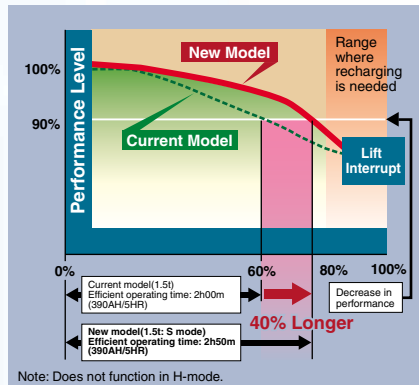 Performance Level
100%
90%
New Model
Current Model
Range
where
recharging
is needed
Lift
Interrupt
0%
60%
80%
100%
Current model(1.5t)
Efficient operating time: 2h00m
(390AH/5HR)
40% Longer
Decrease in
performance
New model(1.5t: S mode)
Efficient operating time: 2h50m
(390AH/5HR)
Note: Does not function in H-mode.